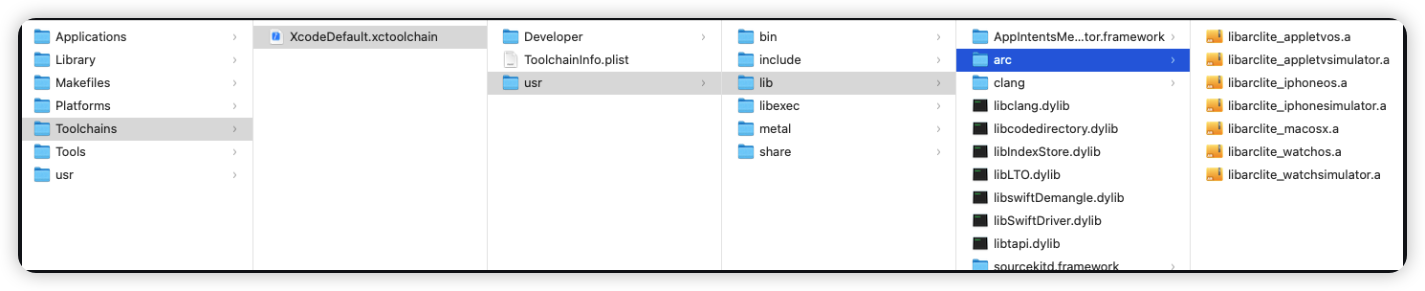 Applications
Library
Makefiles
Platforms
Toolchains
Tools
usr
XcodeDefault.xctoolchain
Developer
ToolchainInfo.plist
usr
bin
include
lib
libexec
metal
share
AppIntentsMe...tor.framework
arc
clang
libclang.dylib
libcodedirectory.dylib
libIndexStore.dylib
libLTO.dylib
libswiftDemangle.dylib
libSwiftDriver.dylib
libtapi.dylib
sourcekitd.framework
libarclite_appletvos.a
libarclite_appletvsimulator.a
libarclite_iphoneos.a
libarclite_iphonesimulator.a
libarclite_macosx.a
libarclite_watchos.a
libarclite_watchsimulator.a